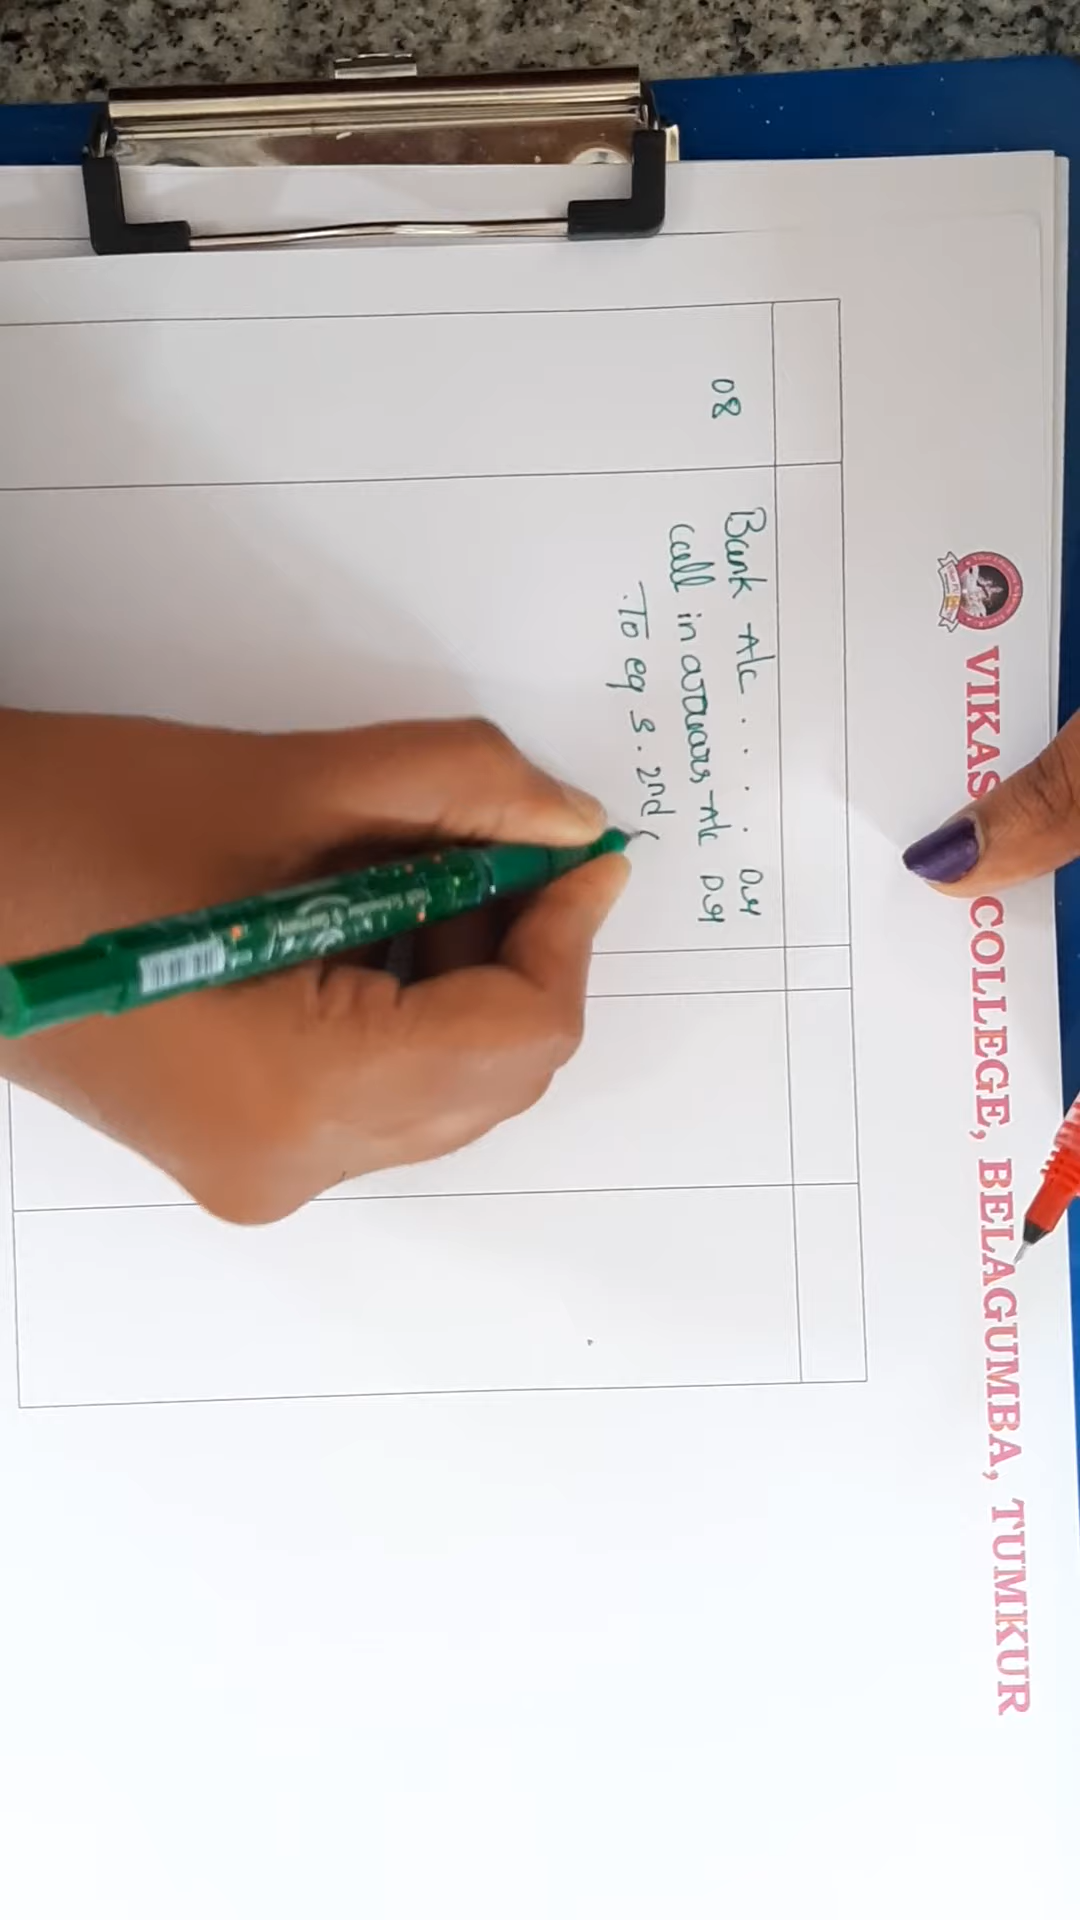 VIKAS COLLEGE, BELAGUMBA, TUMKUR
08
Bank A/c . . . . Dr
Call in arrears A/c Dr
To eq S. 2nd C